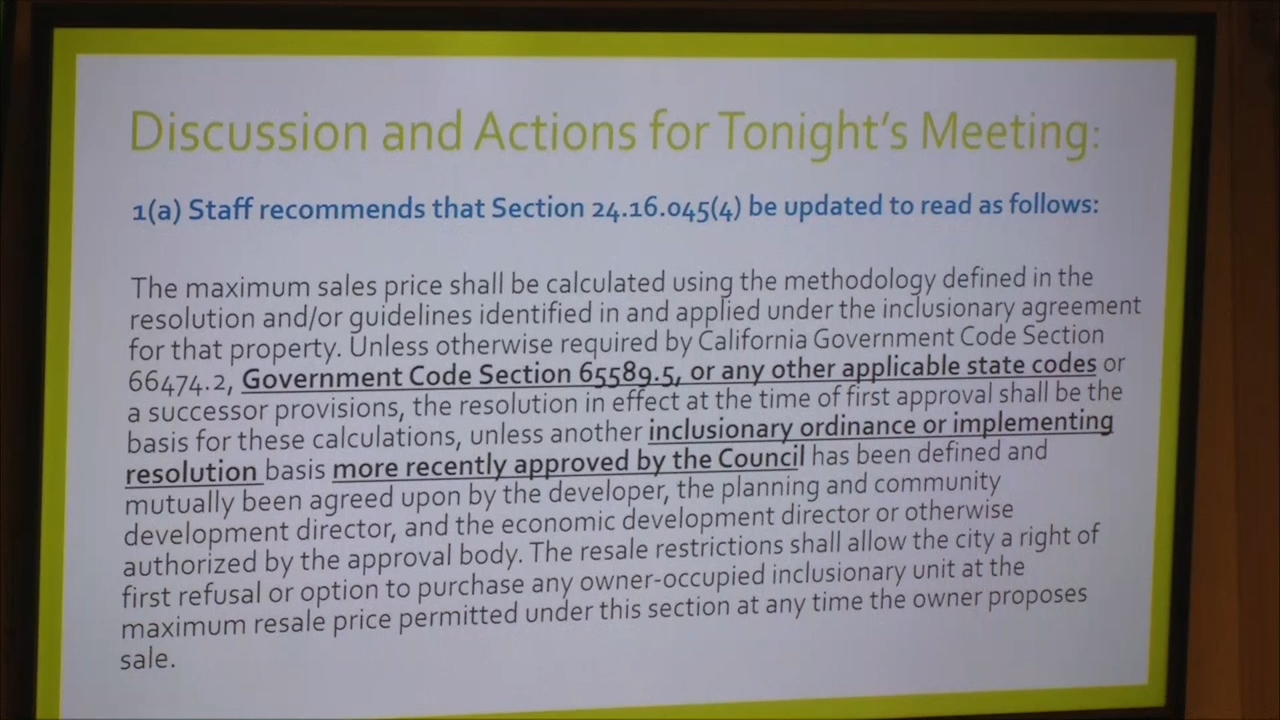 Discussion and Actions for Tonight's Meeting:
1(a) Staff recommends that Section 24.16.045(4) be updated to read as follows:
The maximum sales price shall be calculated using the methodology defined in the
resolution and/or guidelines identified in and applied under the inclusionary agreement
for that property. Unless otherwise required by California Government Code Section
66474.2, Government Code Section 65589.5, or any other applicable state codes or
a successor provisions, the resolution in effect at the time of first approval shall be the
basis for these calculations, unless another inclusionary ordinance or implementing
resolution basis more recently approved by the Council has been defined and
mutually been agreed upon by the developer, the planning and community
development director, and the economic development director or otherwise
authorized by the approval body. The resale restrictions shall allow the city a right of
first refusal or option to purchase any owner-occupied inclusionary unit at the
maximum resale price permitted under this section at any time the owner proposes
sale.